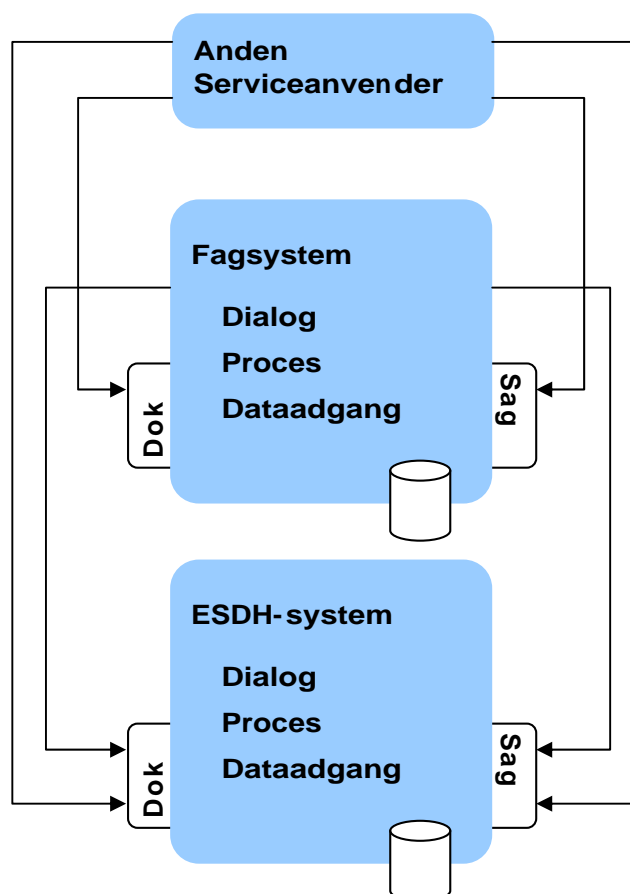 Anden
Serviceanvender
Fagsystem
Dialog
Proces
Dataadgang
Dok
Sag
ESDH-system
Dialog
Proces
Dataadgang
Dok
Sag